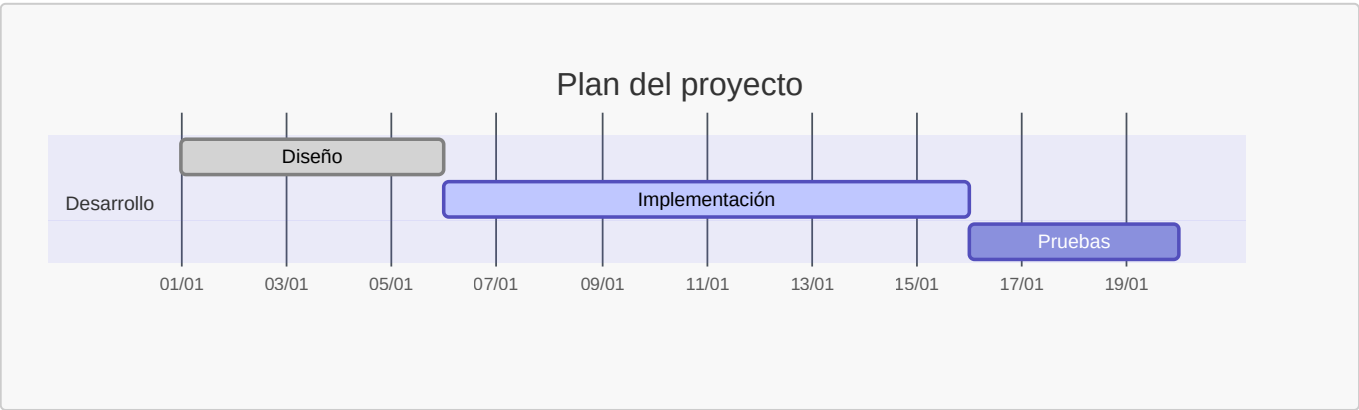 Plan del proyecto
Diseño
Implementación
Desarrollo
Pruebas
01/01 03/01 05/01 07/01 09/01 11/01 13/01 15/01 17/01 19/01